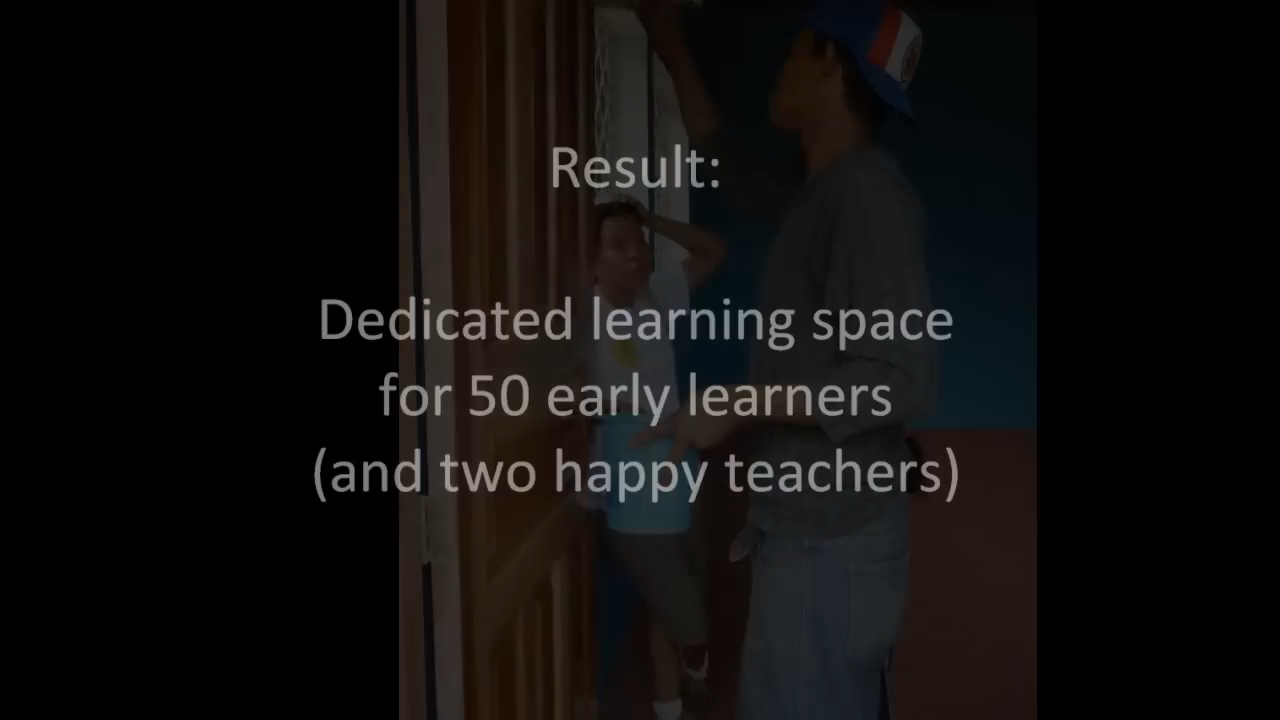 Result:
Dedicated learning space
for 50 early learners
(and two happy teachers)